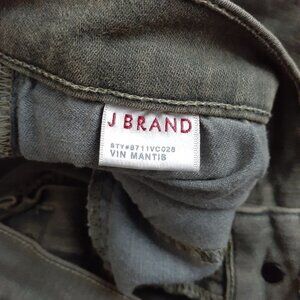 J BRAND
STY#8711VC028
VIN MANTIS